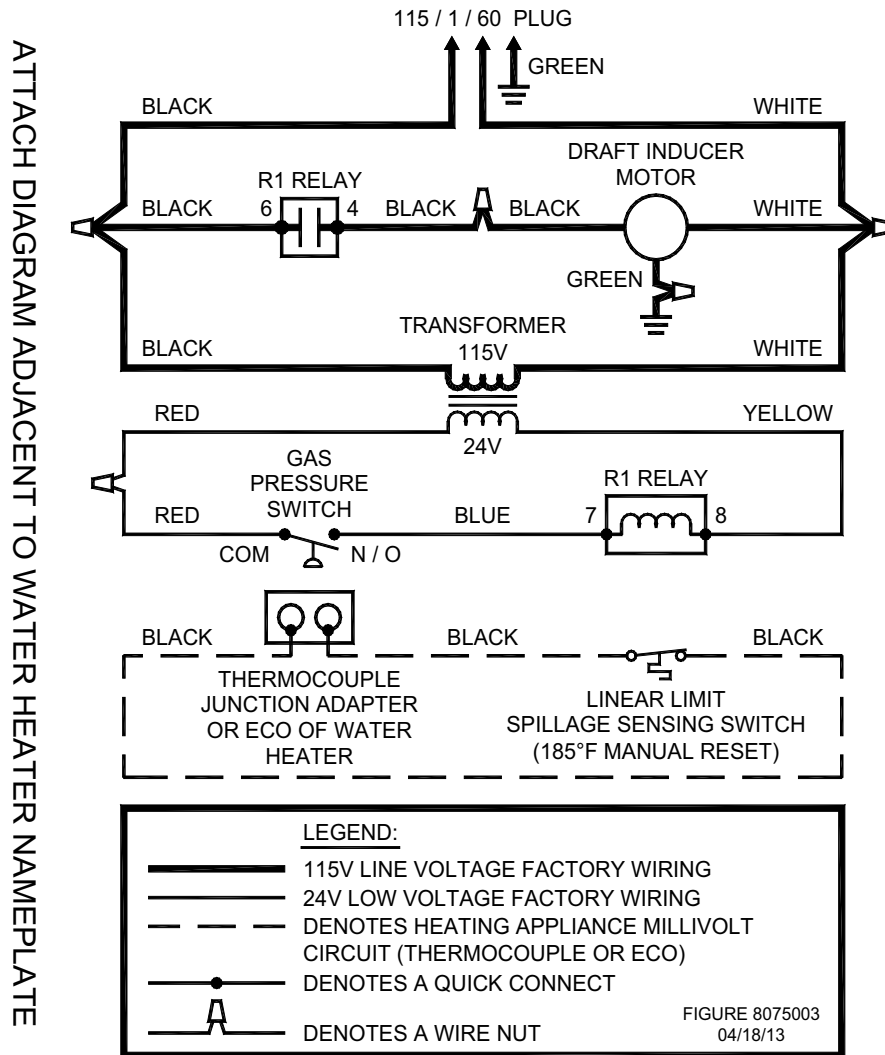 ATTACH DIAGRAM ADJACENT TO WATER HEATER NAMEPLATE
115 / 1 / 60 PLUG
GREEN
BLACK
WHITE
DRAFT INDUCER
MOTOR
R1 RELAY
BLACK
6
4
BLACK
BLACK
WHITE
GREEN
TRANSFORMER
115V
BLACK
WHITE
RED
YELLOW
24V
GAS
PRESSURE
SWITCH
R1 RELAY
RED
BLUE
7
8
COM
N / O
BLACK
BLACK
BLACK
THERMOCOUPLE
JUNCTION ADAPTER
OR ECO OF WATER
HEATER
LINEAR LIMIT
SPILLAGE SENSING SWITCH
(185°F MANUAL RESET)
LEGEND:
115V LINE VOLTAGE FACTORY WIRING
24V LOW VOLTAGE FACTORY WIRING
DENOTES HEATING APPLIANCE MILLIVOLT
CIRCUIT (THERMOCOUPLE OR ECO)
DENOTES A QUICK CONNECT
DENOTES A WIRE NUT
FIGURE 8075003
04/18/13